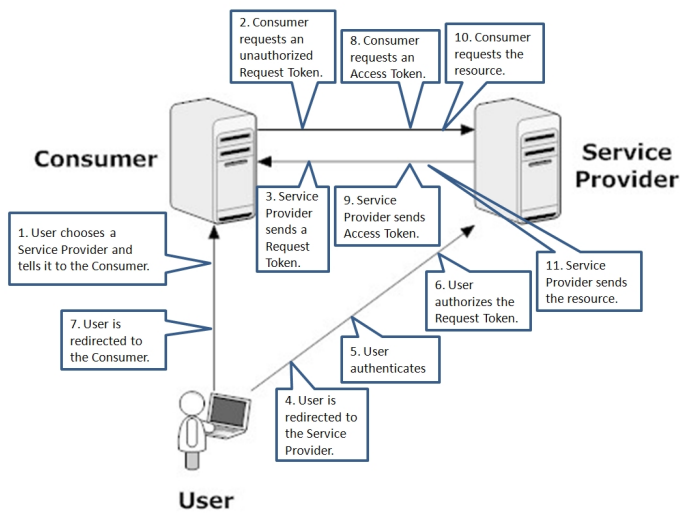 2. Consumer
requests an
unauthorized
Request Token.
8. Consumer
requests an
Access Token.
10. Consumer
requests the
resource.
Consumer
Service
Provider
3. Service
Provider
sends a
Request
Token.
9. Service
Provider sends
Access Token.
1. User chooses a
Service Provider and
tells it to the Consumer.
11. Service
Provider sends
the resource.
6. User
authorizes the
Request Token.
7. User is
redirected to
the Consumer.
5. User
authenticates
4. User is
redirected to
the Service
Provider.
User